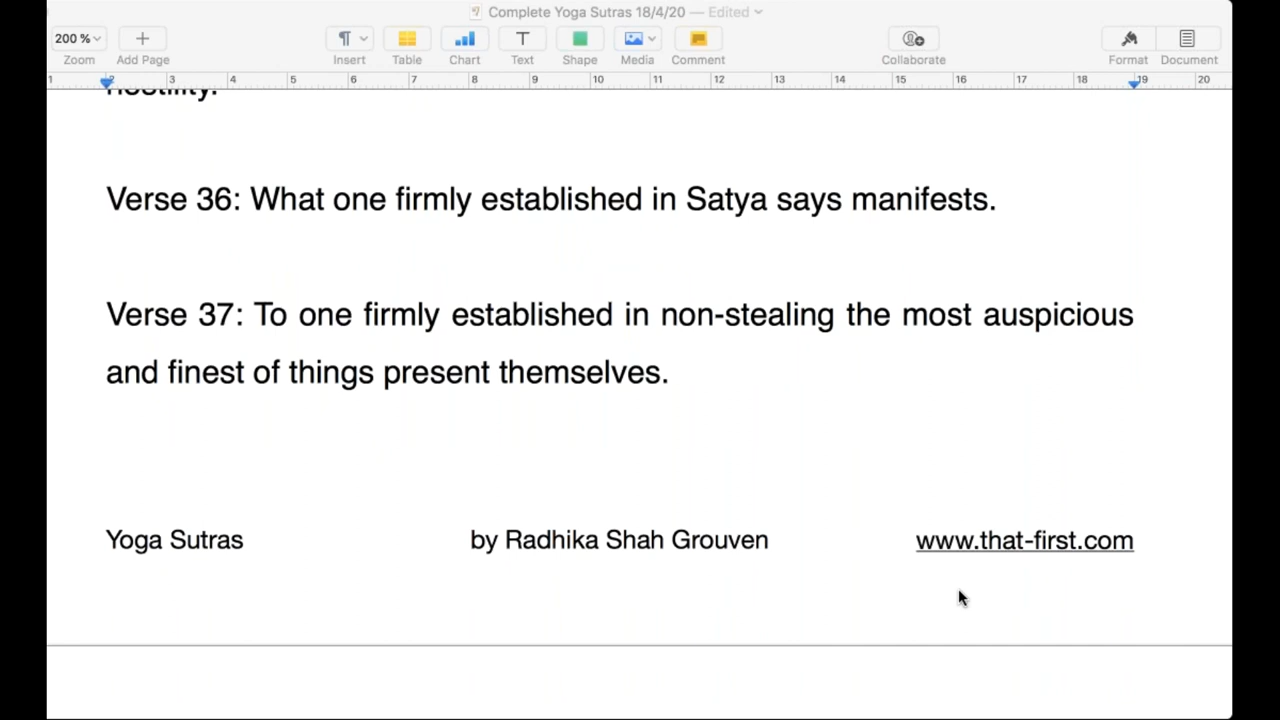 Complete Yoga Sutras 18/4/20 — Edited
200 %
Zoom
Add Page
Insert
Table
Chart
Text
Shape
Media
Comment
Collaborate
Format
Document
1 2 3 4 5 6 7 8 9 10 11 12 13 14 15 16 17 18 19 20
hostility.
Verse 36: What one firmly established in Satya says manifests.
Verse 37: To one firmly established in non-stealing the most auspicious
and finest of things present themselves.
Yoga Sutras by Radhika Shah Grouven www.that-first.com